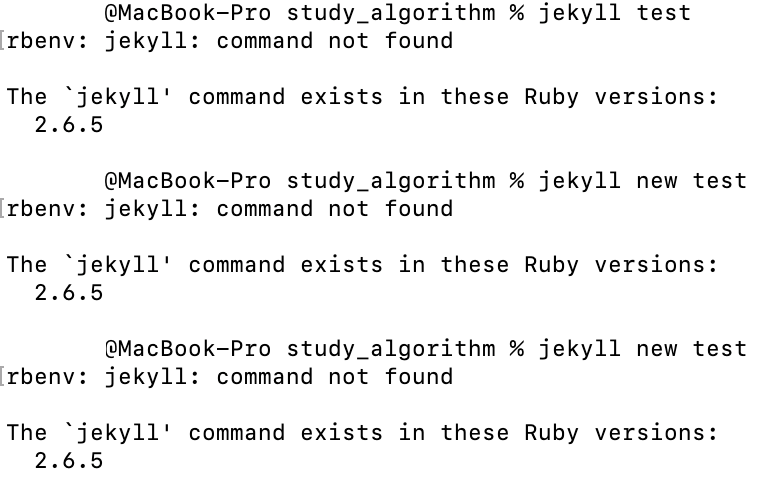 @MacBook-Pro study_algorithm % jekyll test
[rbenv: jekyll: command not found
The `jekyll' command exists in these Ruby versions:
2.6.5
@MacBook-Pro study_algorithm % jekyll new test
[rbenv: jekyll: command not found
The `jekyll' command exists in these Ruby versions:
2.6.5
@MacBook-Pro study_algorithm % jekyll new test
[rbenv: jekyll: command not found
The `jekyll' command exists in these Ruby versions:
2.6.5